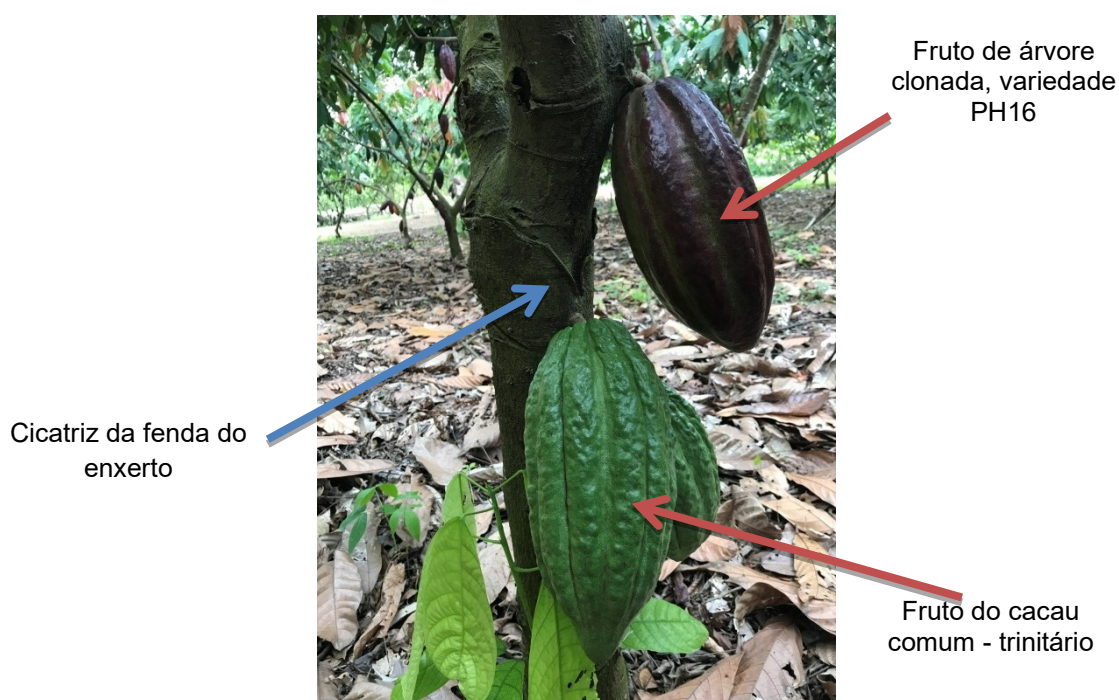 Fruto de árvore
clonada, variedade
PH16
Cicatriz da fenda do
enxerto
Fruto do cacau
comum - trinitário